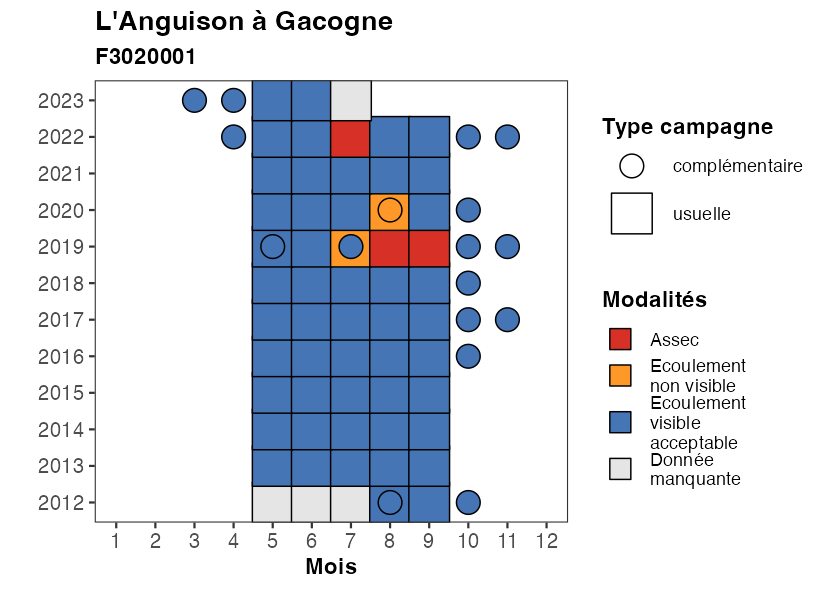 L'Anguison à Gacogne
F3020001
2023
2022
2021
2020
2019
2018
2017
2016
2015
2014
2013
2012
1 2 3 4 5 6 7 8 9 10 11 12
Mois
Type campagne
complémentaire
usuelle
Modalités
Assec
Ecoulement
non visible
Ecoulement
visible
acceptable
Donnée
manquante